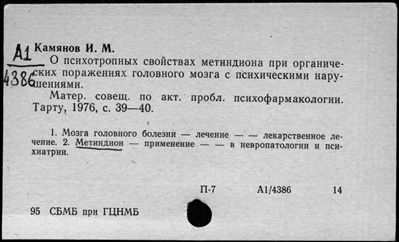 Камянов И. М.
А1
4386
О психотропных свойствах метиндиона при органиче-
ских поражениях головного мозга с психическими нару-
шениями.
Матер. совещ. по акт. пробл. психофармакологии.
Тарту, 1976, с. 39—40.
1. Мозга головного болезни — лечение — — лекарственное ле-
чение. 2. Метиндион — применение — — в невропатологии и пси-
хиатрии.
П-7 А1/4386 14
95 СБМБ при ГЦНМБ